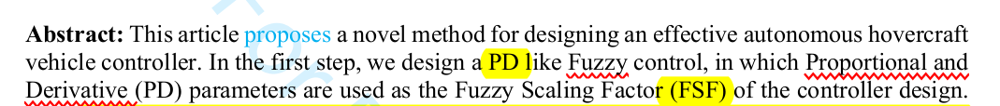 Abstract: This article proposes a novel method for designing an effective autonomous hovercraft
vehicle controller. In the first step, we design a PD like Fuzzy control, in which Proportional and
Derivative (PD) parameters are used as the Fuzzy Scaling Factor (FSF) of the controller design.